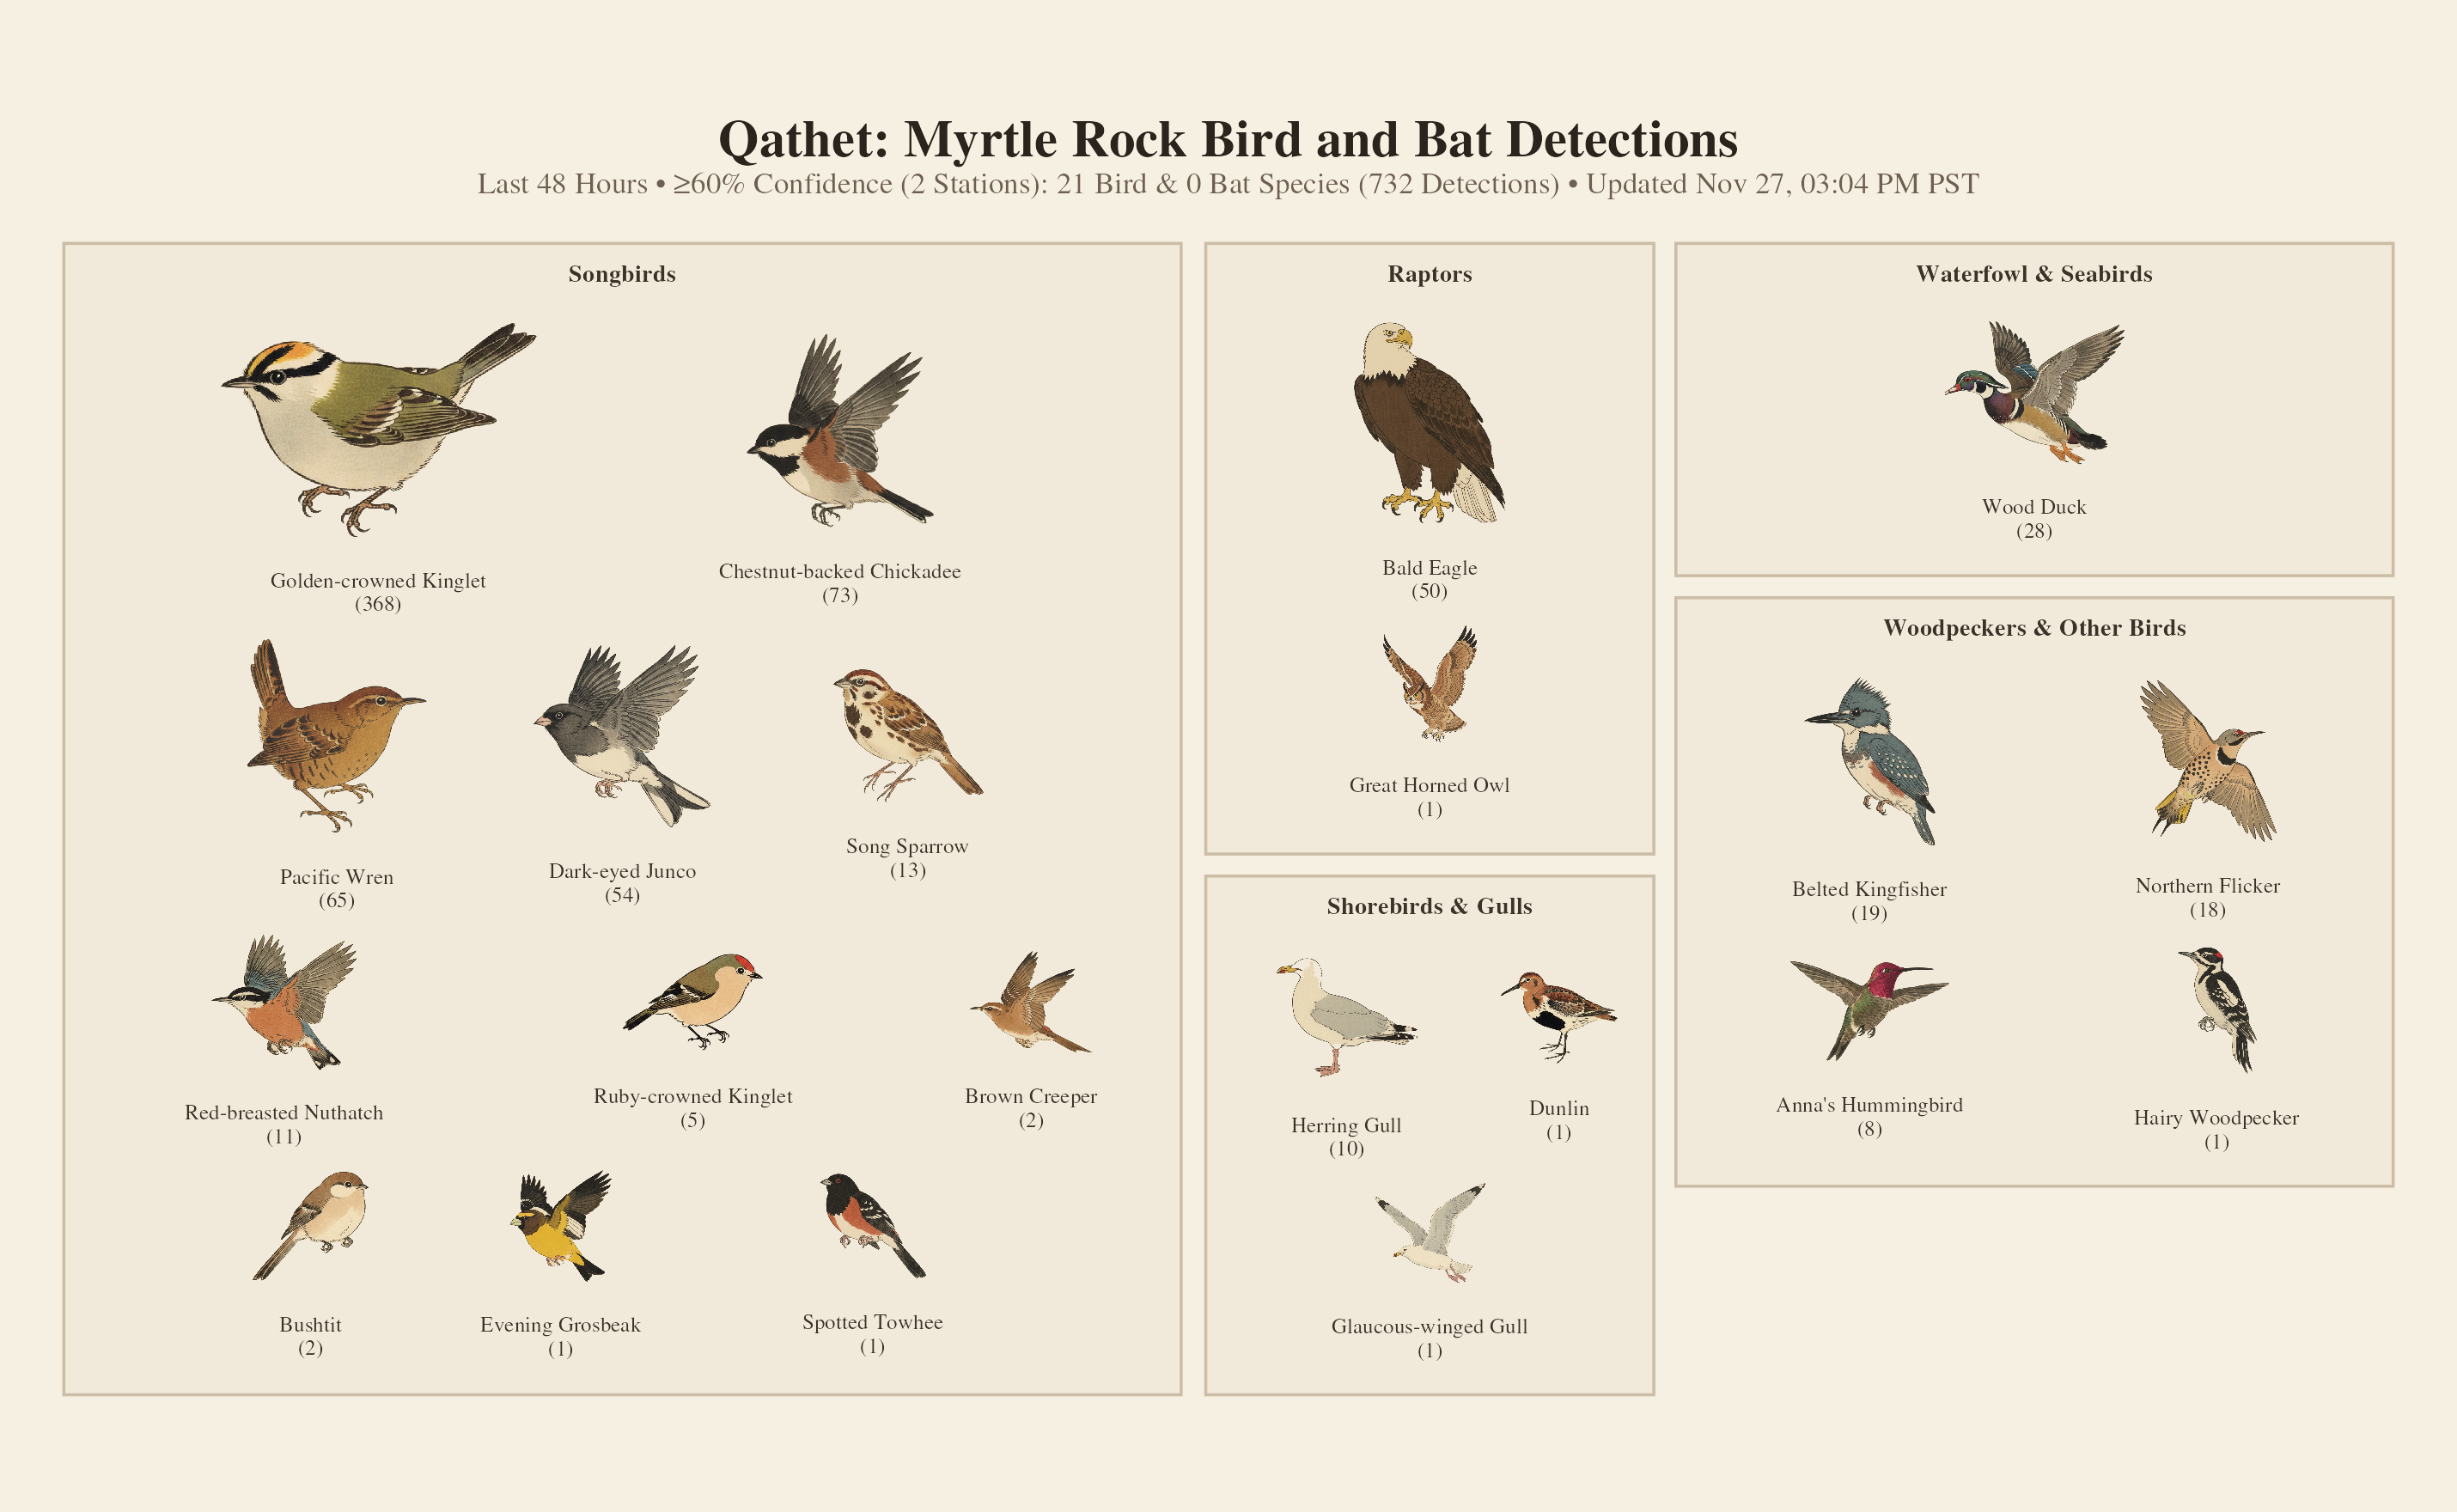 Qathet: Myrtle Rock Bird and Bat Detections
Last 48 Hours • ≥60% Confidence (2 Stations): 21 Bird & 0 Bat Species (732 Detections) • Updated Nov 27, 03:04 PM PST
Songbirds
Golden-crowned Kinglet
(368)
Chestnut-backed Chickadee
(73)
Pacific Wren
(65)
Dark-eyed Junco
(54)
Song Sparrow
(13)
Red-breasted Nuthatch
(11)
Ruby-crowned Kinglet
(5)
Brown Creeper
(2)
Bushtit
(2)
Evening Grosbeak
(1)
Spotted Towhee
(1)
Raptors
Bald Eagle
(50)
Great Horned Owl
(1)
Shorebirds & Gulls
Herring Gull
(10)
Dunlin
(1)
Glaucous-winged Gull
(1)
Waterfowl & Seabirds
Wood Duck
(28)
Woodpeckers & Other Birds
Belted Kingfisher
(19)
Northern Flicker
(18)
Anna's Hummingbird
(8)
Hairy Woodpecker
(1)